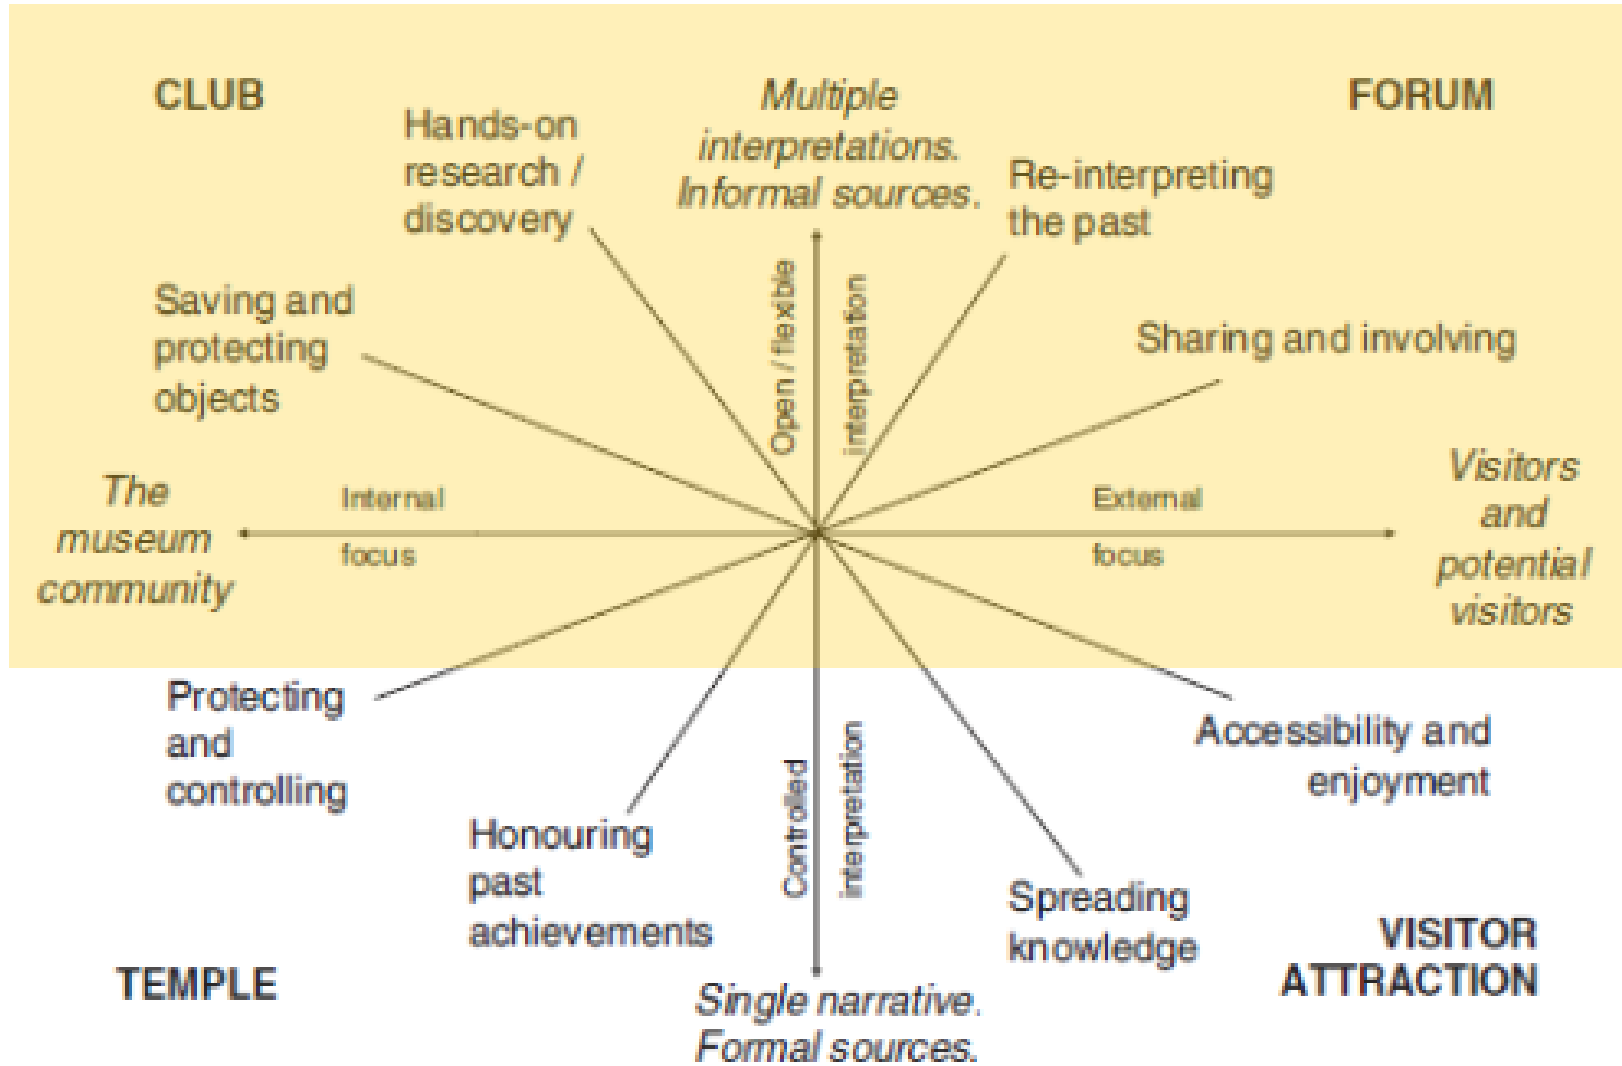 CLUB
FORUM
Multiple
interpretations.
Informal sources.
Hands-on
research /
discovery
Re-interpreting
the past
Saving and
protecting
objects
Open / flexible
interpretation
Sharing and involving
The
museum
community
Internal
focus
External
focus
Visitors
and
potential
visitors
Protecting
and
controlling
Honouring
past
achievements
Controlled
interpretation
Accessibility and
enjoyment
Spreading
knowledge
TEMPLE
VISITOR
ATTRACTION
Single narrative.
Formal sources.